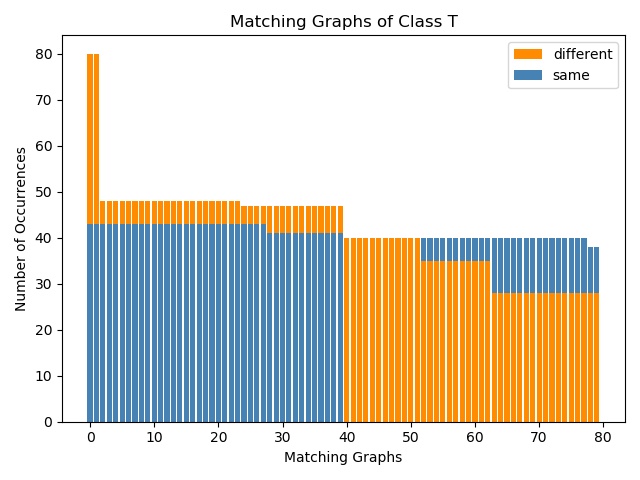 Matching Graphs of Class T
different
same
Number of Occurrences
80
70
60
50
40
30
20
10
0
0 10 20 30 40 50 60 70 80
Matching Graphs